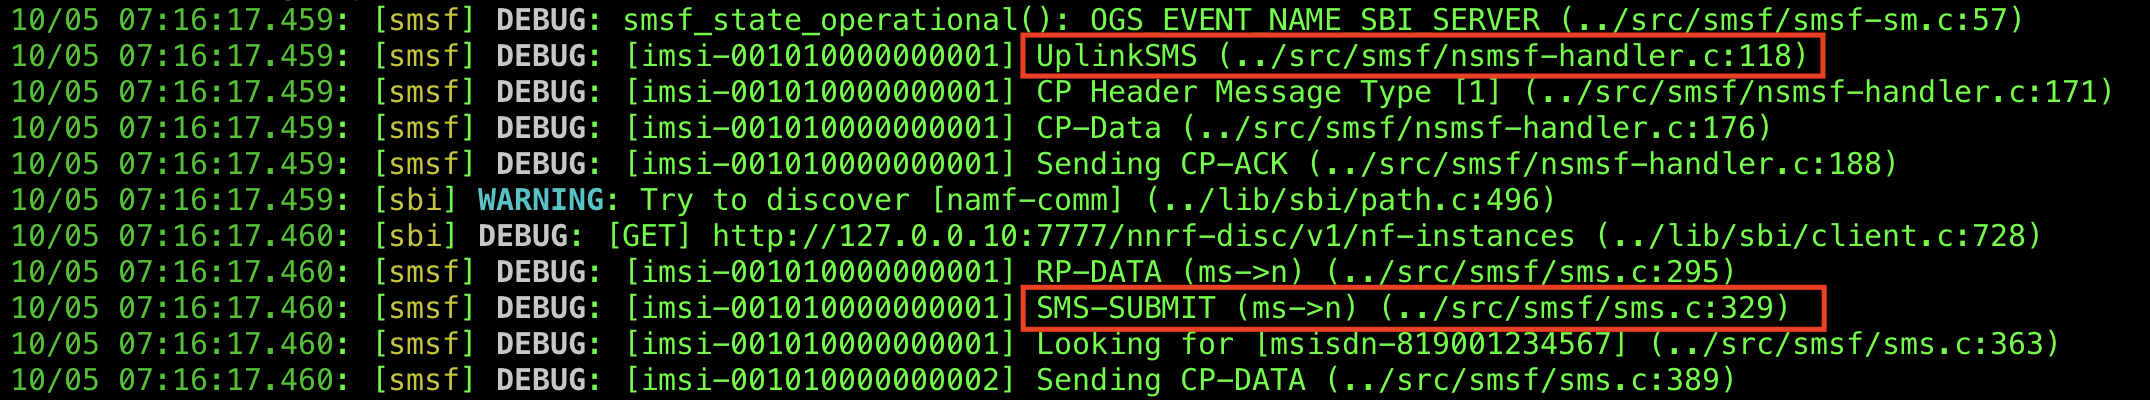 10/05 07:16:17.459: [smsf] DEBUG: smsf_state_operational(): OGS_EVENT_NAME_SBI_SERVER (../src/smsf/smsf-sm.c:57)
10/05 07:16:17.459: [smsf] DEBUG: [imsi-001010000000001] UplinkSMS (../src/smsf/nsmsf-handler.c:118)
10/05 07:16:17.459: [smsf] DEBUG: [imsi-001010000000001] CP Header Message Type [1] (../src/smsf/nsmsf-handler.c:171)
10/05 07:16:17.459: [smsf] DEBUG: [imsi-001010000000001] CP-Data (../src/smsf/nsmsf-handler.c:176)
10/05 07:16:17.459: [smsf] DEBUG: [imsi-001010000000001] Sending CP-ACK (../src/smsf/nsmsf-handler.c:188)
10/05 07:16:17.459: [sbi] WARNING: Try to discover [namf-comm] (../lib/sbi/path.c:496)
10/05 07:16:17.460: [sbi] DEBUG: [GET] http://127.0.0.10:7777/nnrf-disc/v1/nf-instances (../lib/sbi/client.c:728)
10/05 07:16:17.460: [smsf] DEBUG: [imsi-001010000000001] RP-DATA (ms->n) (../src/smsf/sms.c:295)
10/05 07:16:17.460: [smsf] DEBUG: [imsi-001010000000001] SMS-SUBMIT (ms->n) (../src/smsf/sms.c:329)
10/05 07:16:17.460: [smsf] DEBUG: [imsi-001010000000001] Looking for [msisdn-819001234567] (../src/smsf/sms.c:363)
10/05 07:16:17.460: [smsf] DEBUG: [imsi-001010000000002] Sending CP-DATA (../src/smsf/sms.c:389)